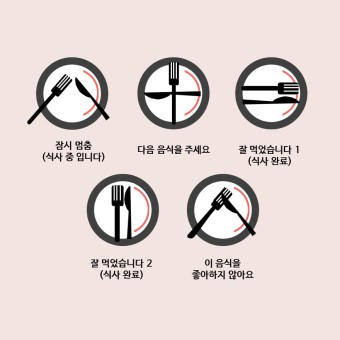 잠시 멈춤
(식사 중 입니다)
다음 음식을 주세요
잘 먹었습니다 1
(식사 완료)
잘 먹었습니다 2
(식사 완료)
이 음식을
좋아하지 않아요